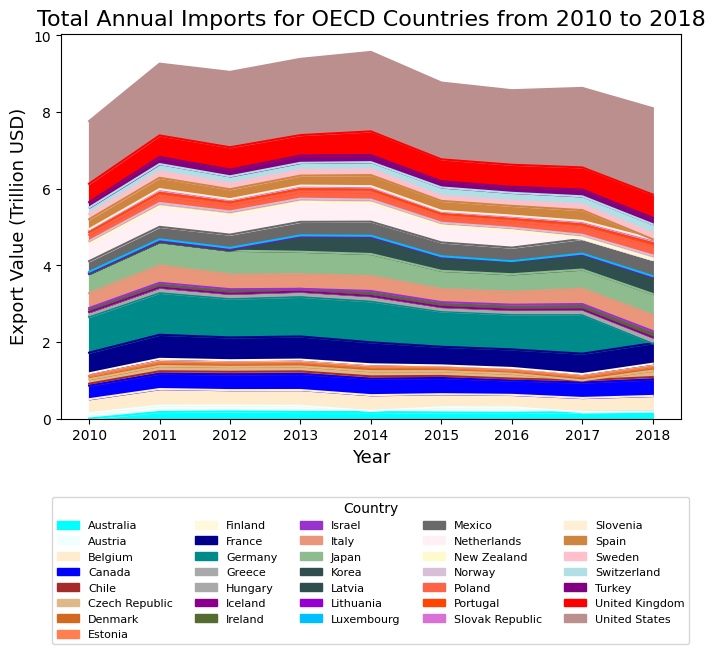 Total Annual Imports for OECD Countries from 2010 to 2018
Export Value (Trillion USD)
10
8
6
4
2
0
2010 2011 2012 2013 2014 2015 2016 2017 2018
Year
Country
Australia Finland Israel Mexico Slovenia
Austria France Italy Netherlands Spain
Belgium Germany Japan New Zealand Sweden
Canada Greece Korea Norway Switzerland
Chile Hungary Latvia Poland Turkey
Czech Republic Iceland Lithuania Portugal United Kingdom
Denmark Ireland Luxembourg Slovak Republic United States
Estonia